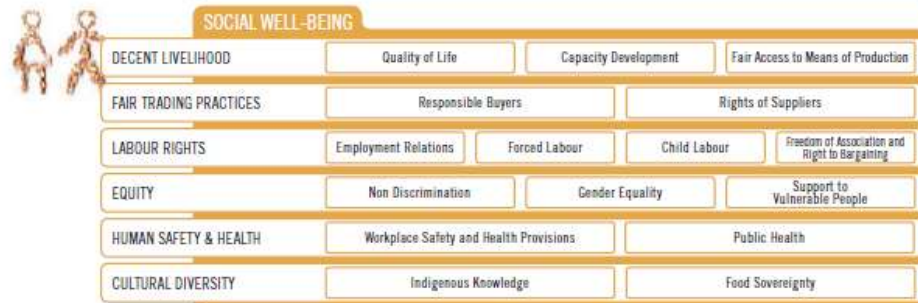 SOCIAL WELL-BEING
DECENT LIVELIHOOD
Quality of Life
Capacity Development
Fair Access to Means of Production
FAIR TRADING PRACTICES
Responsible Buyers
Rights of Suppliers
LABOUR RIGHTS
Employment Relations
Forced Labour
Child Labour
Freedom of Association and
Right to Bargaining
EQUITY
Non Discrimination
Gender Equality
Support to
Vulnerable People
HUMAN SAFETY & HEALTH
Workplace Safety and Health Provisions
Public Health
CULTURAL DIVERSITY
Indigenous Knowledge
Food Sovereignty